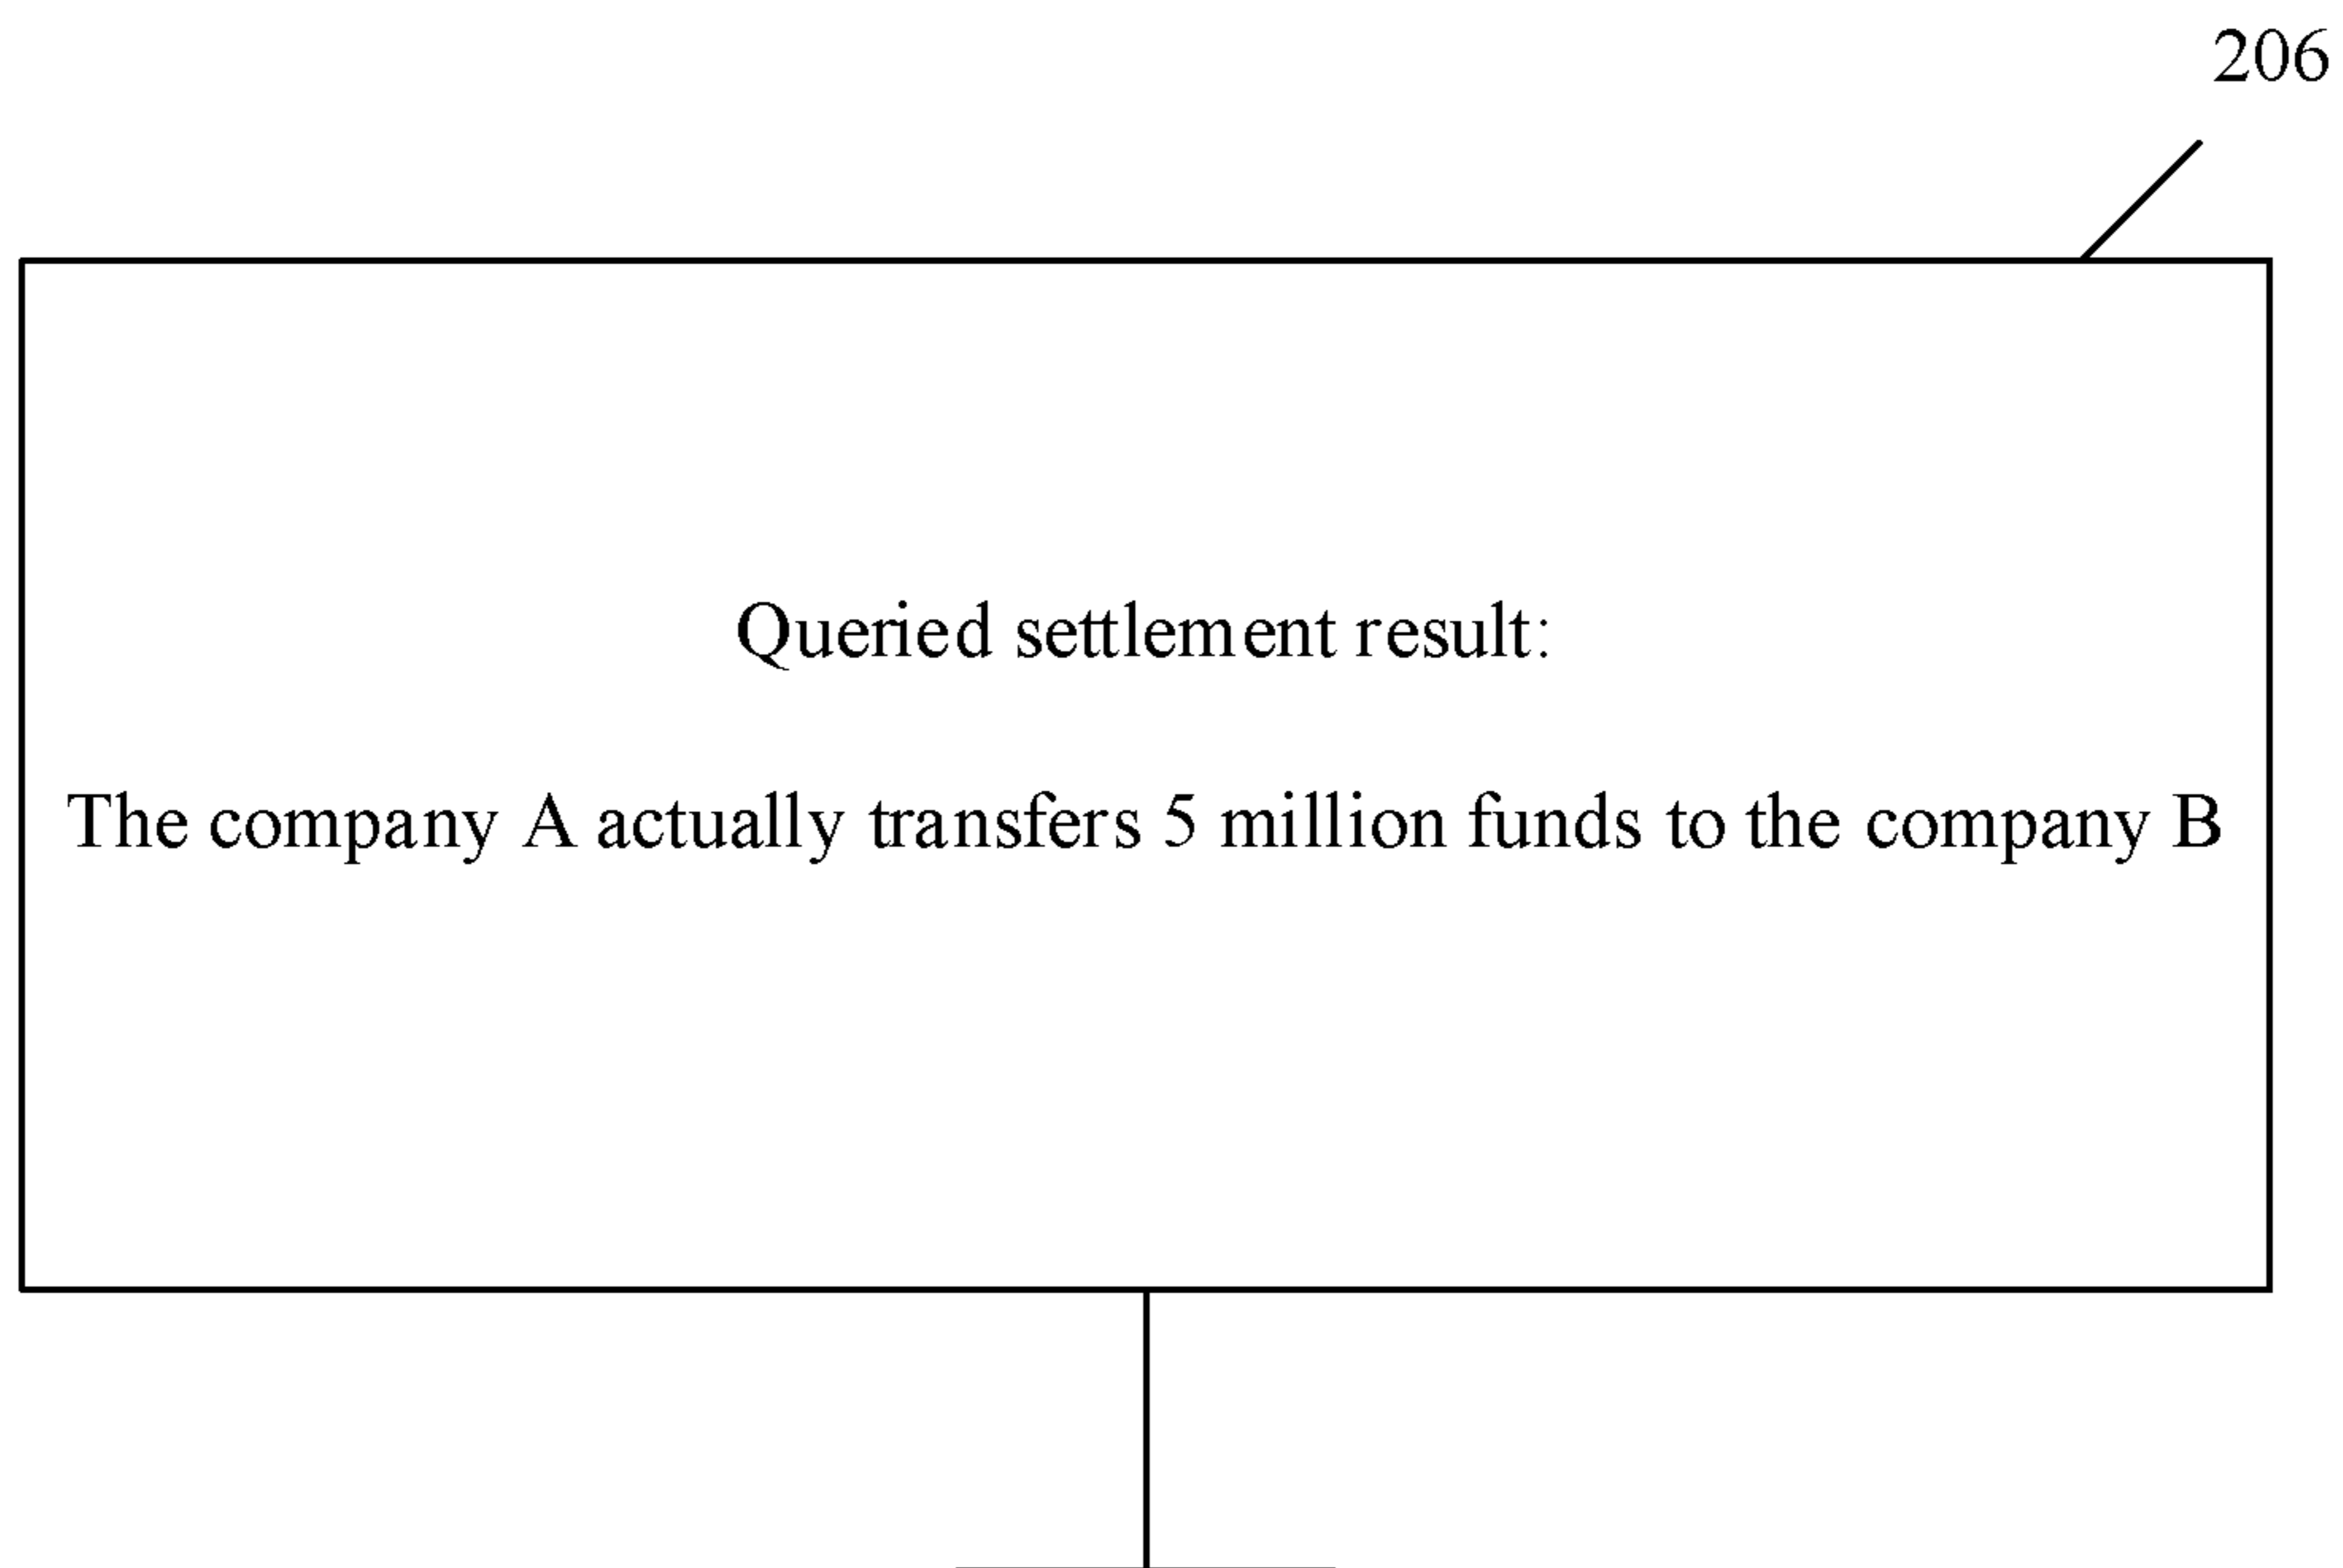 206
Queried settlement result:
The company A actually transfers 5 million funds to the company B